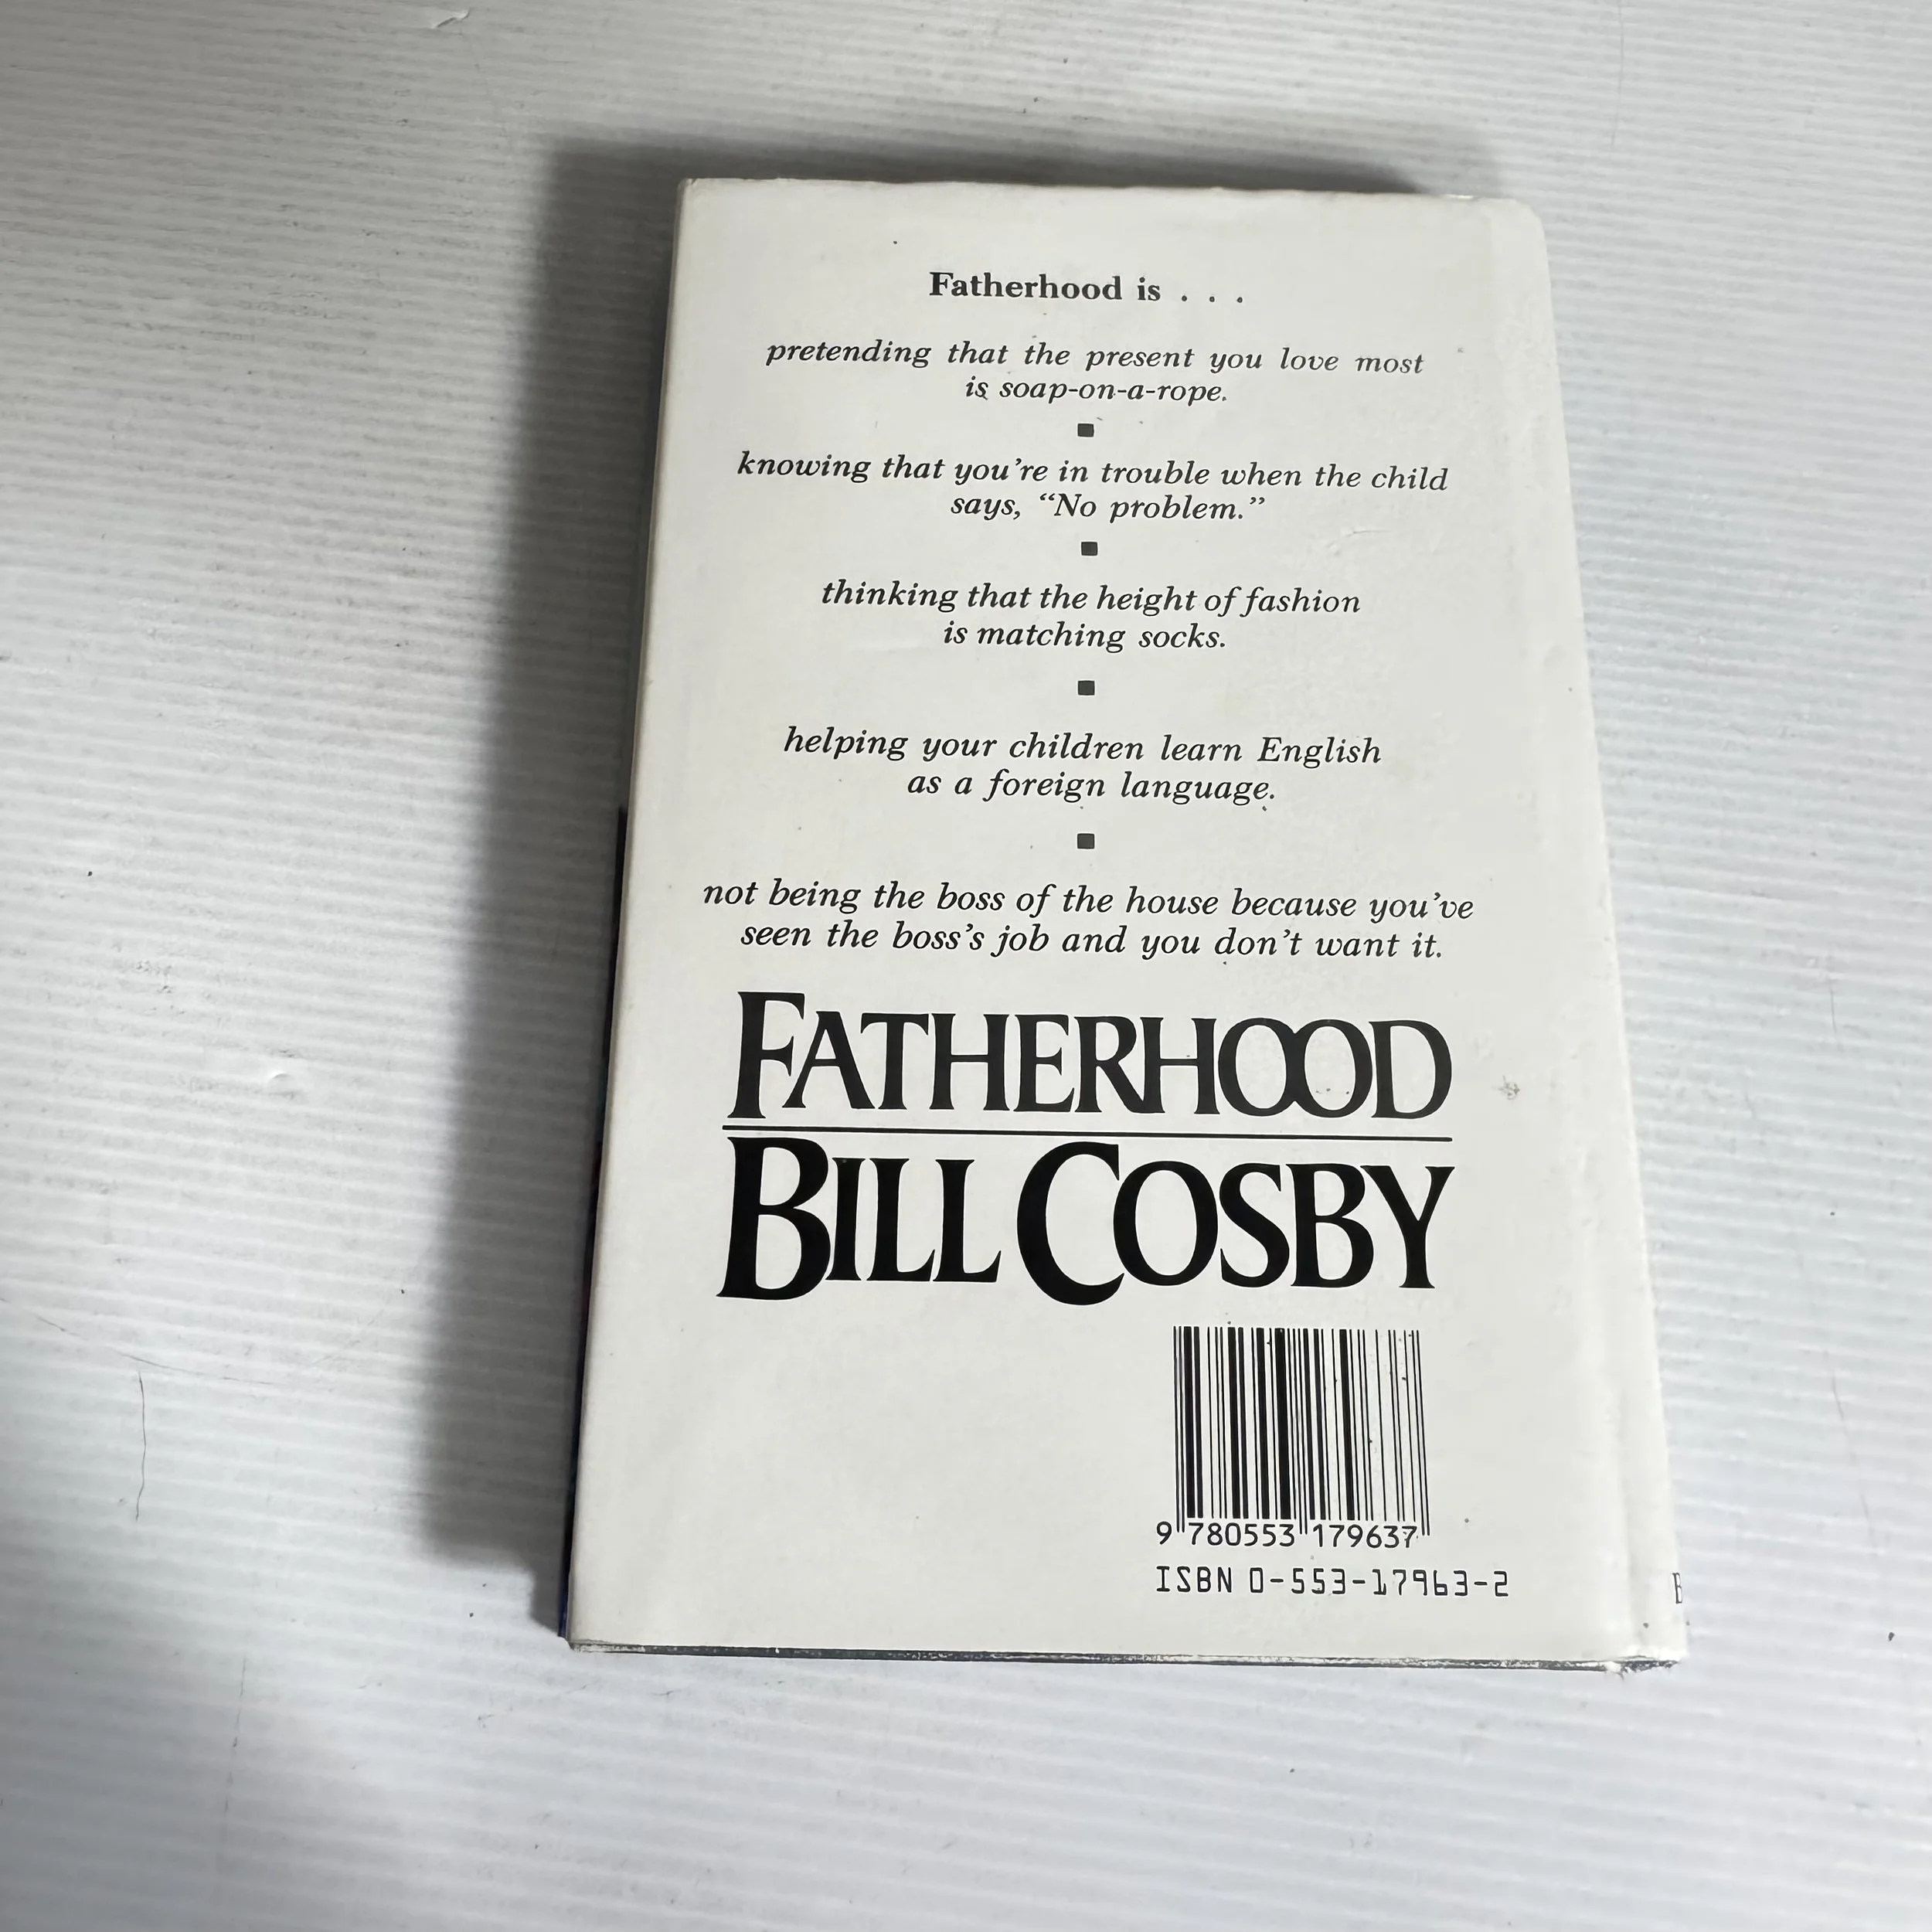 Fatherhood is . . .
pretending that the present you love most
is soap-on-a-rope.
knowing that you're in trouble when the child
says, "No problem."
thinking that the height of fashion
is matching socks.
helping your children learn English
as a foreign language.
not being the boss of the house because you've
seen the boss's job and you don't want it.
FATHERHOOD
BILL COSBY
9 780553 179637
ISBN 0-553-17963-2